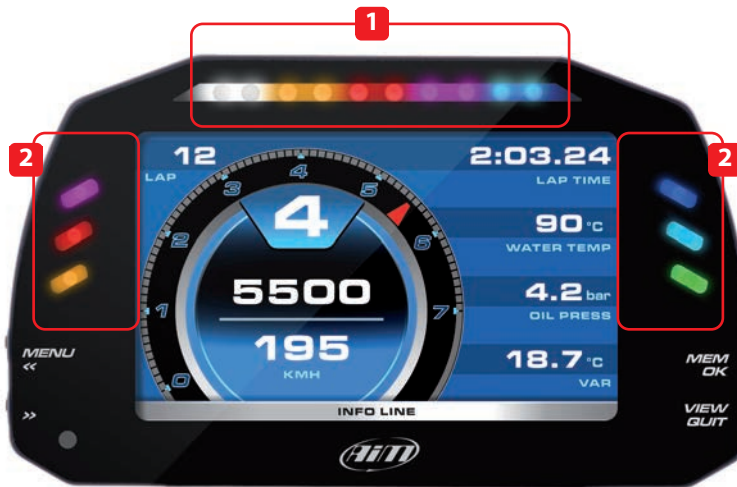 1
2
2
12
LAP
2:03.24
LAP TIME
90 °C
WATER TEMP
4.2 bar
OIL PRESS
18.7 °C
VAR
0
1
2
3
4
5
6
7
4
5500
195
KMH
INFO LINE
MENU
<<
>>
MEM
OK
VIEW
QUIT
AiM